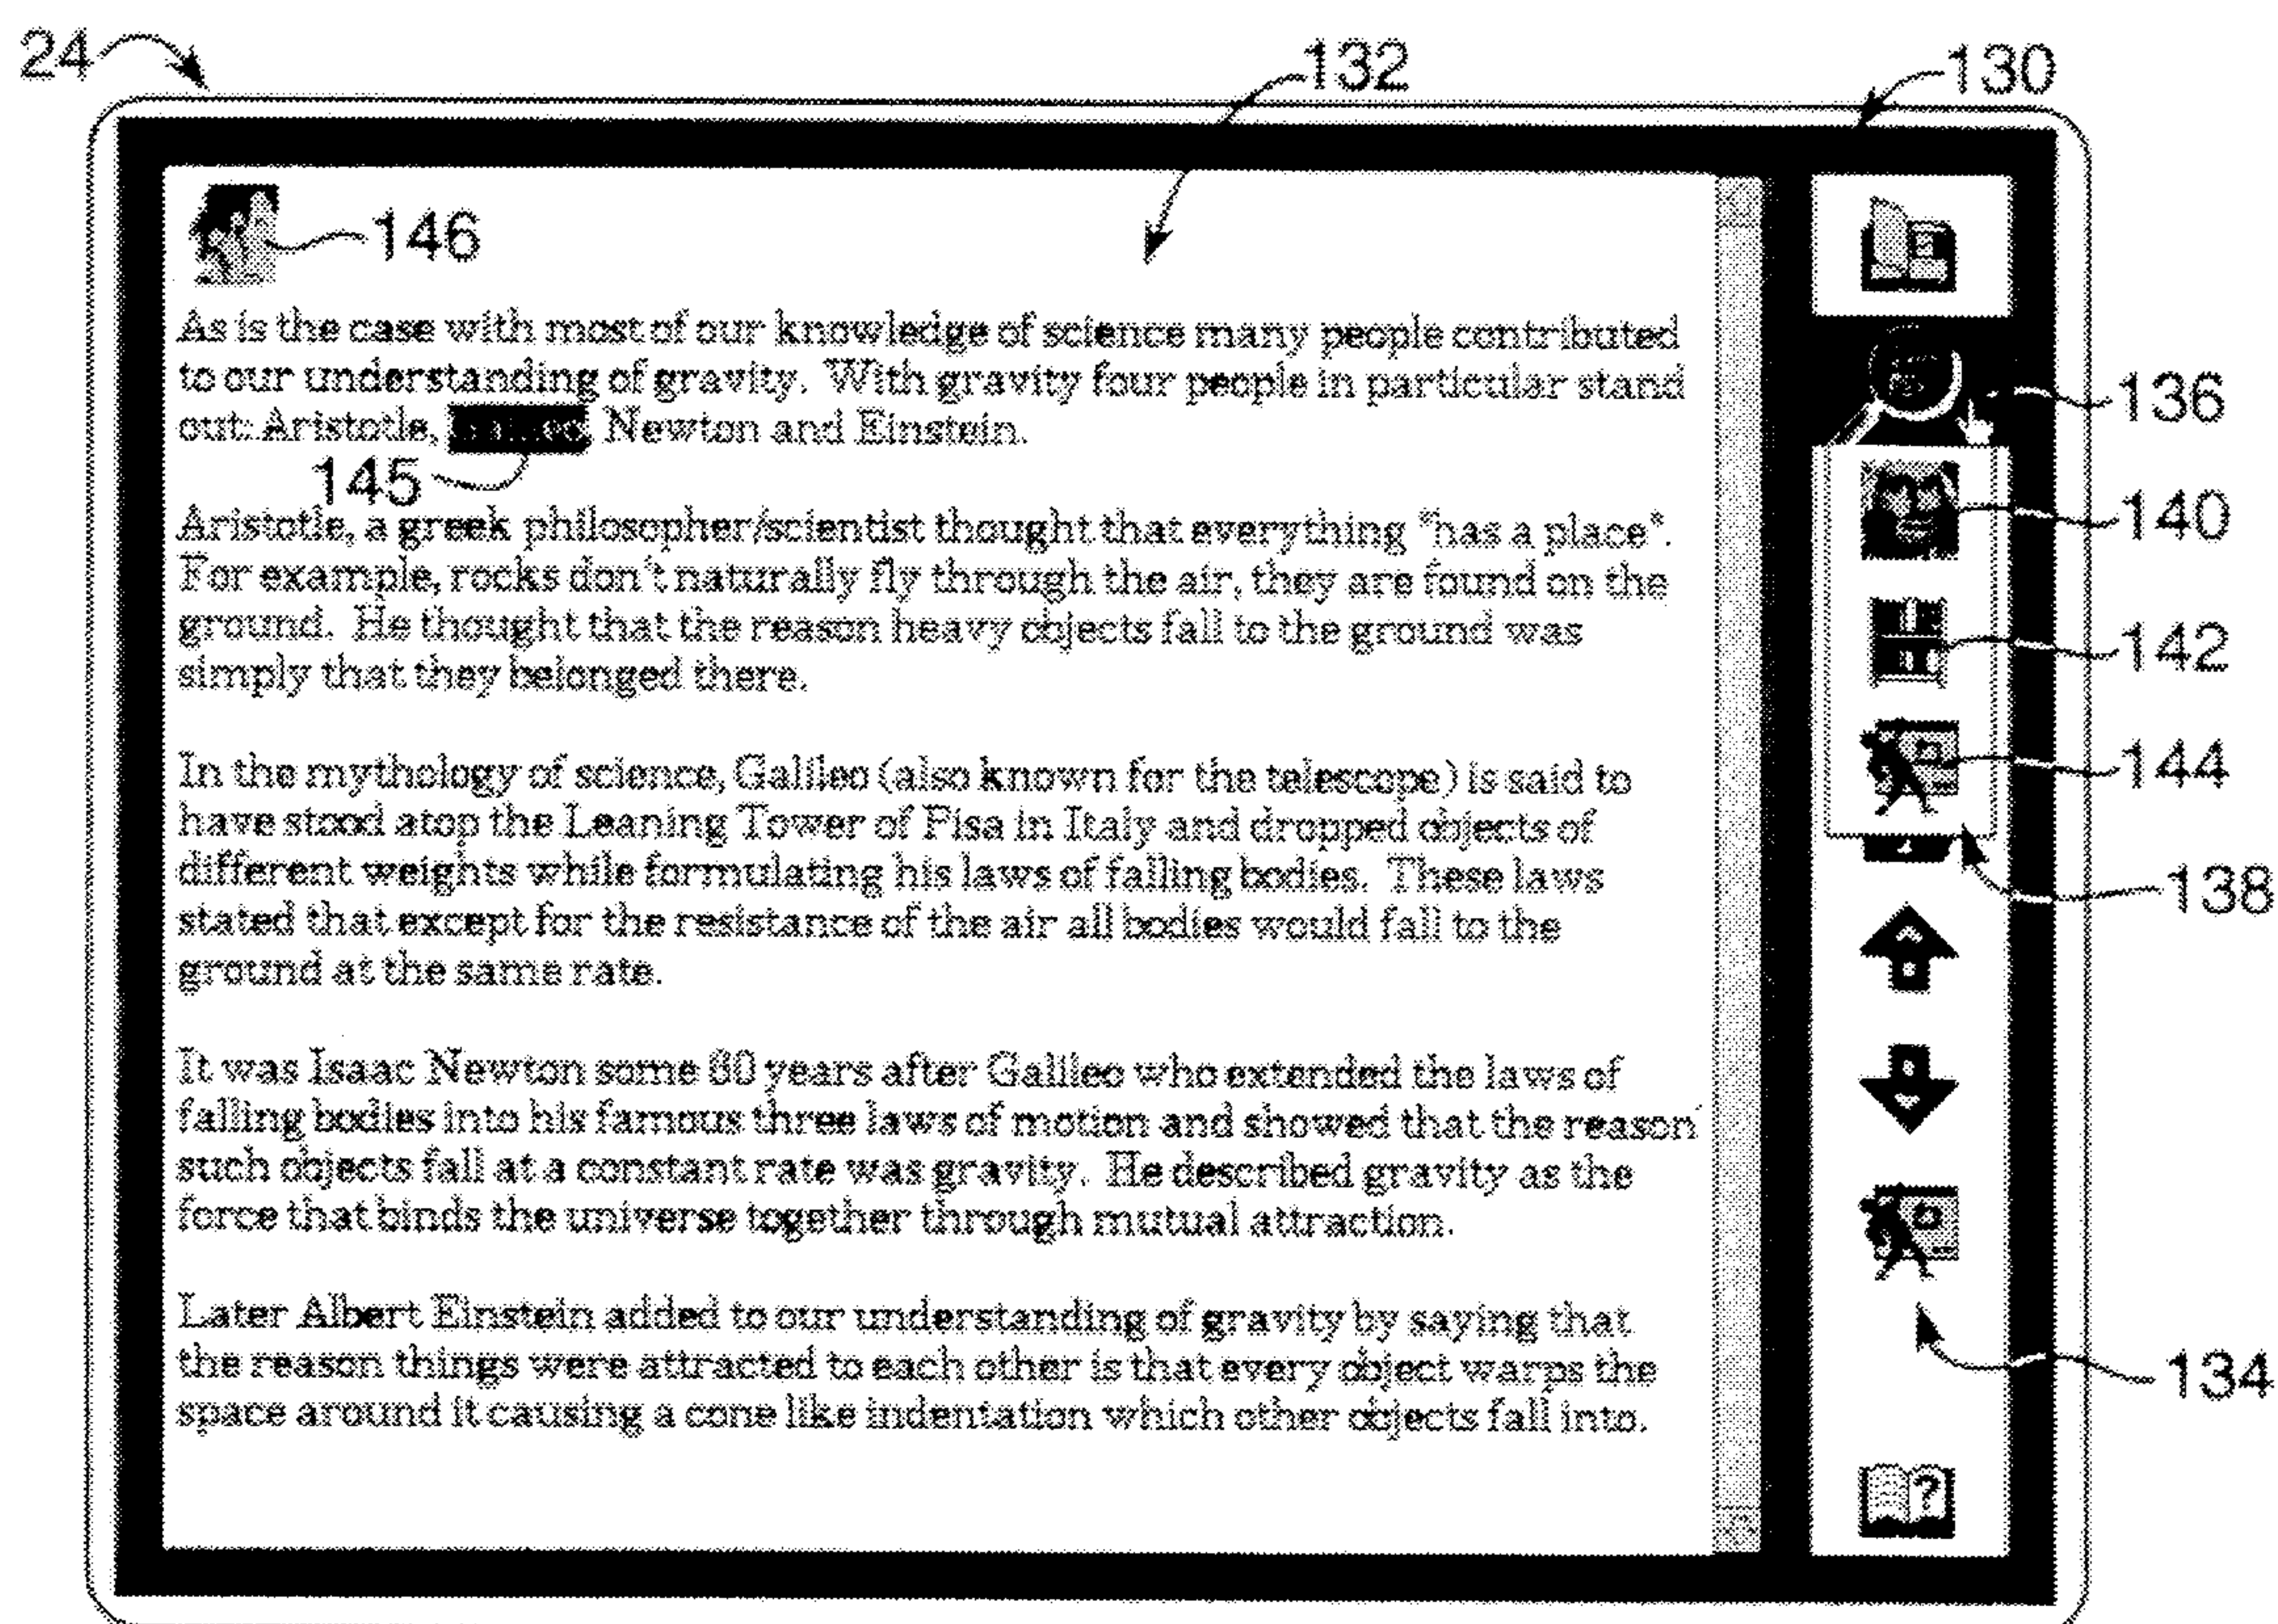 24
132
130
146
As is the case with most of our knowledge of science many people contributed
to our understanding of gravity. With gravity four people in particular stand
out: Aristotle, Newton and Einstein.
136
145
140
Aristotle, a greek philosopher/scientist thought that everything "has a place".
For example, rocks don't naturally fly through the air, they are found on the
ground. He thought that the reason heavy objects fall to the ground was
simply that they belonged there.
142
144
In the mythology of science, Galileo (also known for the telescope) is said to
have stood atop the Leaning Tower of Pisa in Italy and dropped objects of
different weights while formulating his laws of falling bodies. These laws
stated that except for the resistance of the air all bodies would fall to the
ground at the same rate.
138
It was Isaac Newton some 80 years after Galileo who extended the laws of
falling bodies into his famous three laws of motion and showed that the reason
such objects fall at a constant rate was gravity. He described gravity as the
force that binds the universe together through mutual attraction.
Later Albert Einstein added to our understanding of gravity by saying that
the reason things were attracted to each other is that every object warps the
space around it causing a cone like indentation which other objects fall into.
134
?